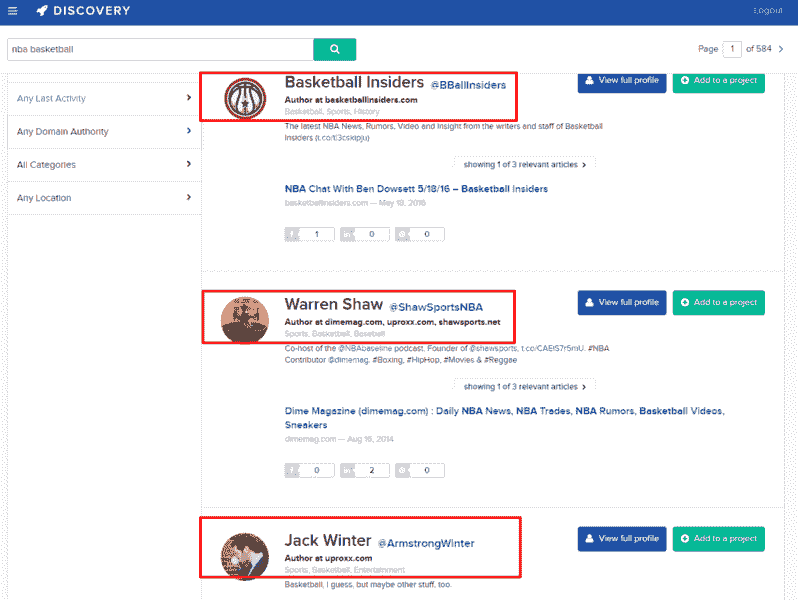 DISCOVERY
Logout
nba basketball
Page 1 of 584
Any Last Activity
Any Domain Authority
All Categories
Any Location
Basketball Insiders @BBallInsiders
Author at basketballinsiders.com
Basketball, Sports, History
The latest NBA News, Rumors, Video and Insight from the writers and staff of Basketball
View full profile
Add to a project
showing 1 of 3 relevant articles
NBA Chat With Ben Dowsett 5/18/16 – Basketball Insiders
basketballinsiders.com — May 18, 2016
1 0 0
Warren Shaw @ShawSportsNBA
Author at dimemag.com, uproxx.com, shawsports.net
Sports, Basketball, Baseball
Co-host of the @NBAbaseline podcast. Founder of @shawsports, #NBA
Contributor @dimemag. #Boxing, #HipHop, #Movies & #Reggae
View full profile
Add to a project
showing 1 of 3 relevant articles
Dime Magazine (dimemag.com) : Daily NBA News, NBA Trades, NBA Rumors, Basketball Videos,
Sneakers
dimemag.com — Aug 16, 2014
0 2 0
Jack Winter @ArmstrongWinter
Author at uproxx.com
Sports, Basketball, Entertainment
Basketball, I guess, but maybe other stuff, too.
View full profile
Add to a project